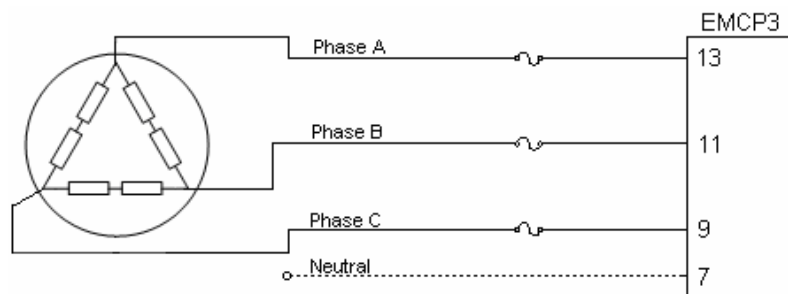 EMCP3
Phase A
13
Phase B
11
Phase C
9
Neutral
7